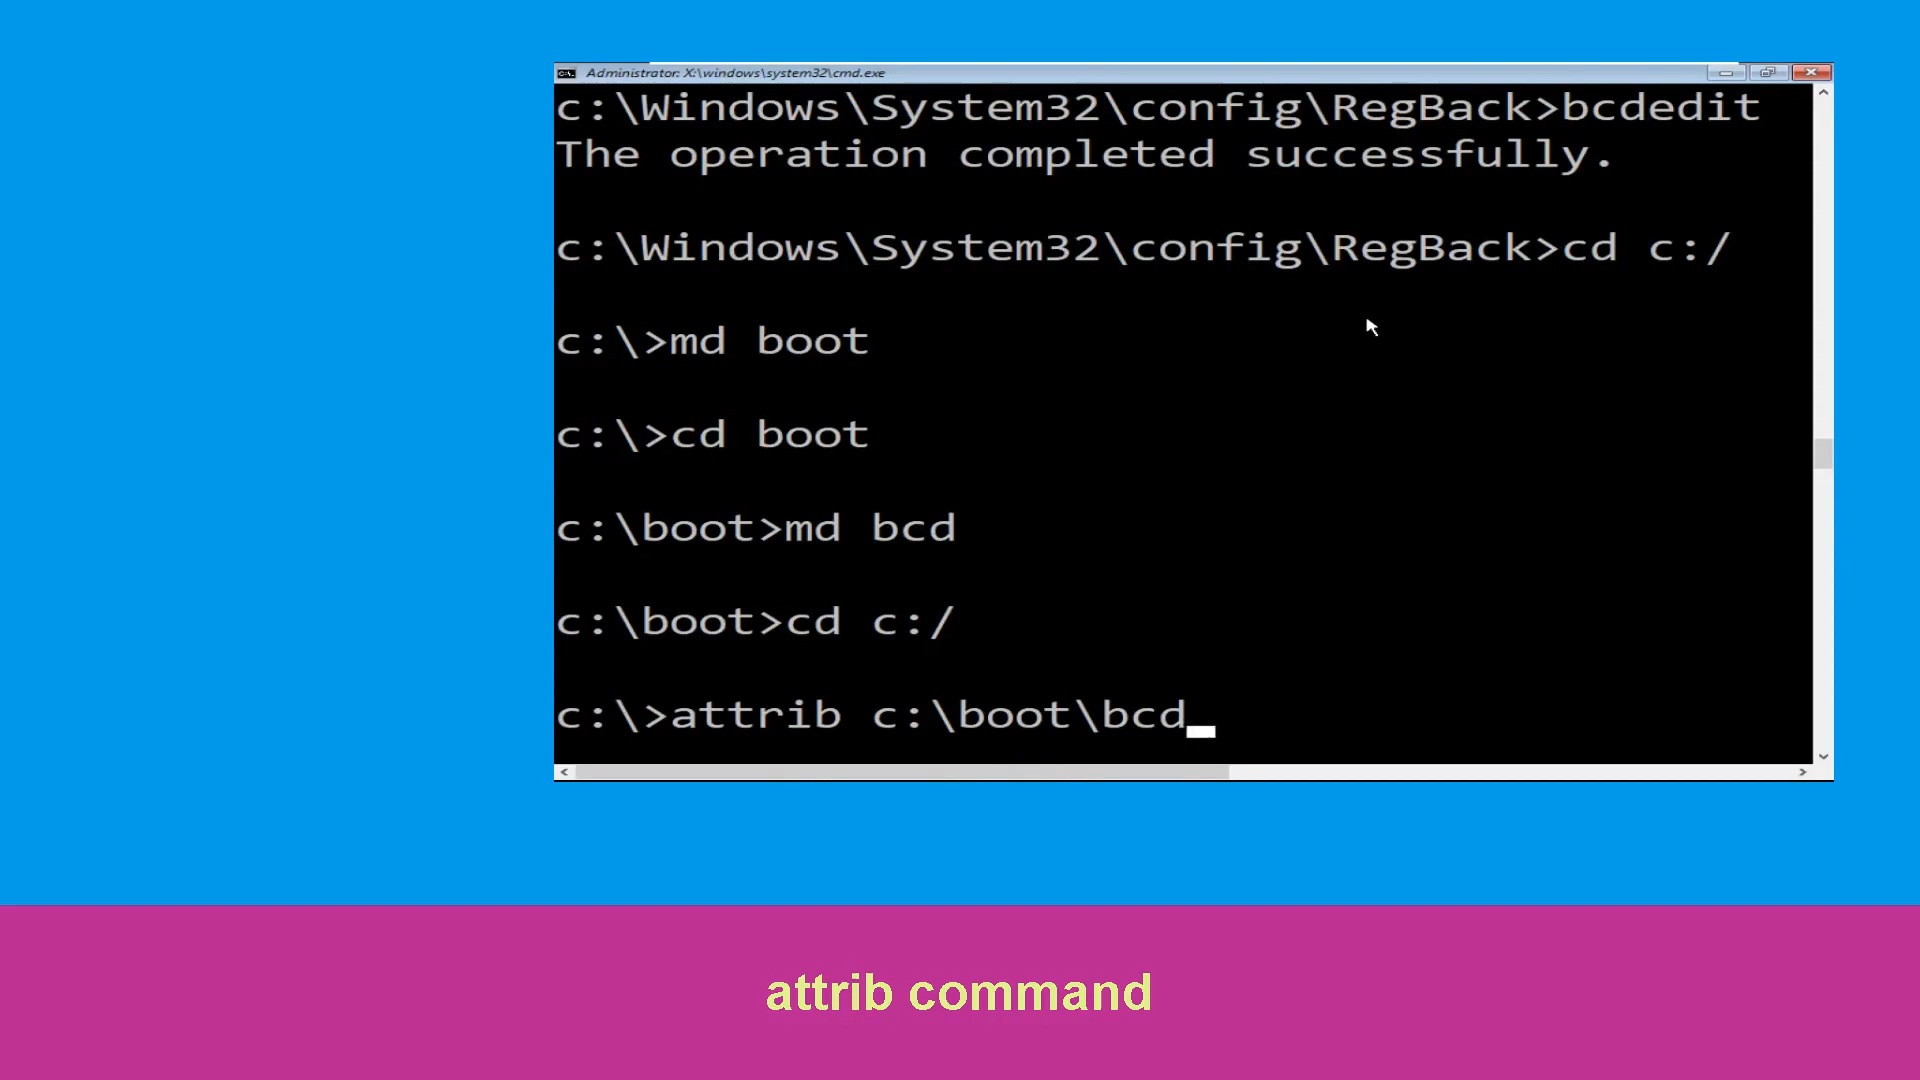 Administrator: X:\windows\system32\cmd.exe
c:\Windows\System32\config\RegBack>bcdedit
The operation completed successfully.
c:\Windows\System32\config\RegBack>cd c:/
c:\>md boot
c:\>cd boot
c:\boot>md bcd
c:\boot>cd c:/
c:\>attrib c:\boot\bcd
attrib command